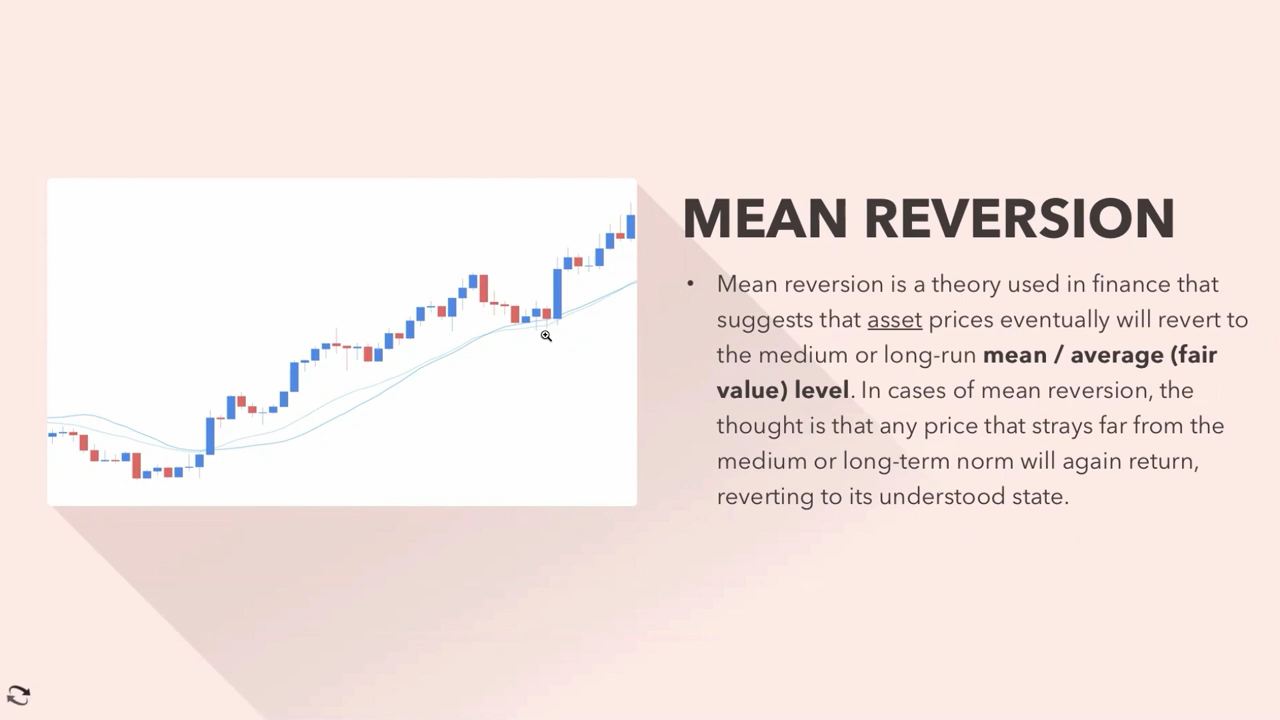 MEAN REVERSION
• Mean reversion is a theory used in finance that
suggests that asset prices eventually will revert to
the medium or long-run mean / average (fair
value) level. In cases of mean reversion, the
thought is that any price that strays far from the
medium or long-term norm will again return,
reverting to its understood state.